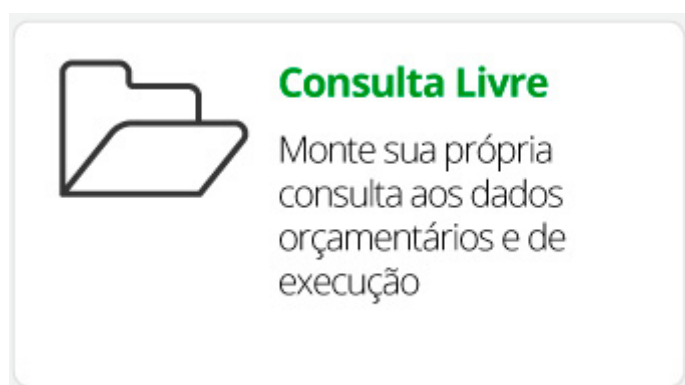 Consulta Livre
Monte sua própria
consulta aos dados
orçamentários e de
execução